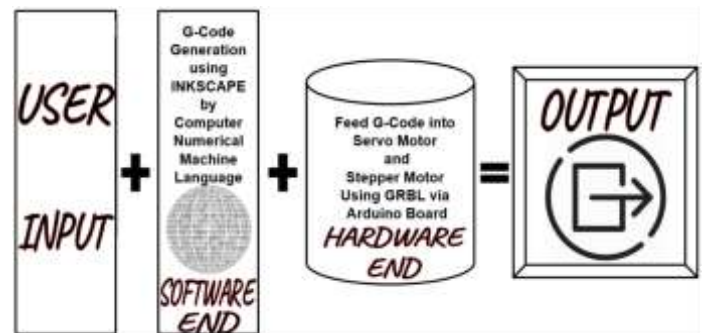 USER
INPUT
+
G-Code
Generation
using
INKSCAPE
by
Computer
Numerical
Machine
Language
SOFTWARE
END
+
Feed G-Code into
Servo Motor
and
Stepper Motor
Using GRBL via
Arduino Board
HARDWARE
END
=
OUTPUT